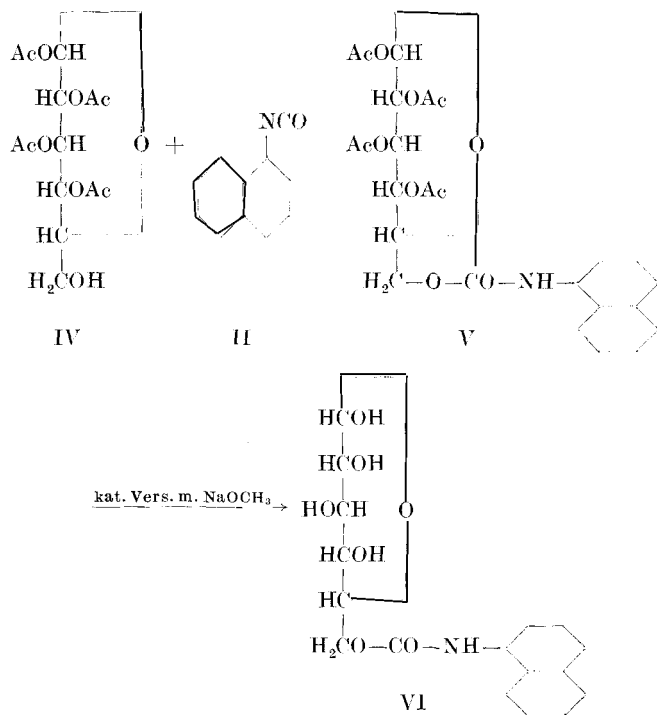 AcOCH AcOCH
HCOAc NCO HCOAc
AcOCH O + AcOCH O
HCOAc HCOAc
HC HC
H₂COH H₂C—O—CO—NH
IV II V
HCOH
HCOH
kat. Vers. m. NaOCH₃ → HOCH O
HCOH
HC
H₂CO—CO—NH
VI